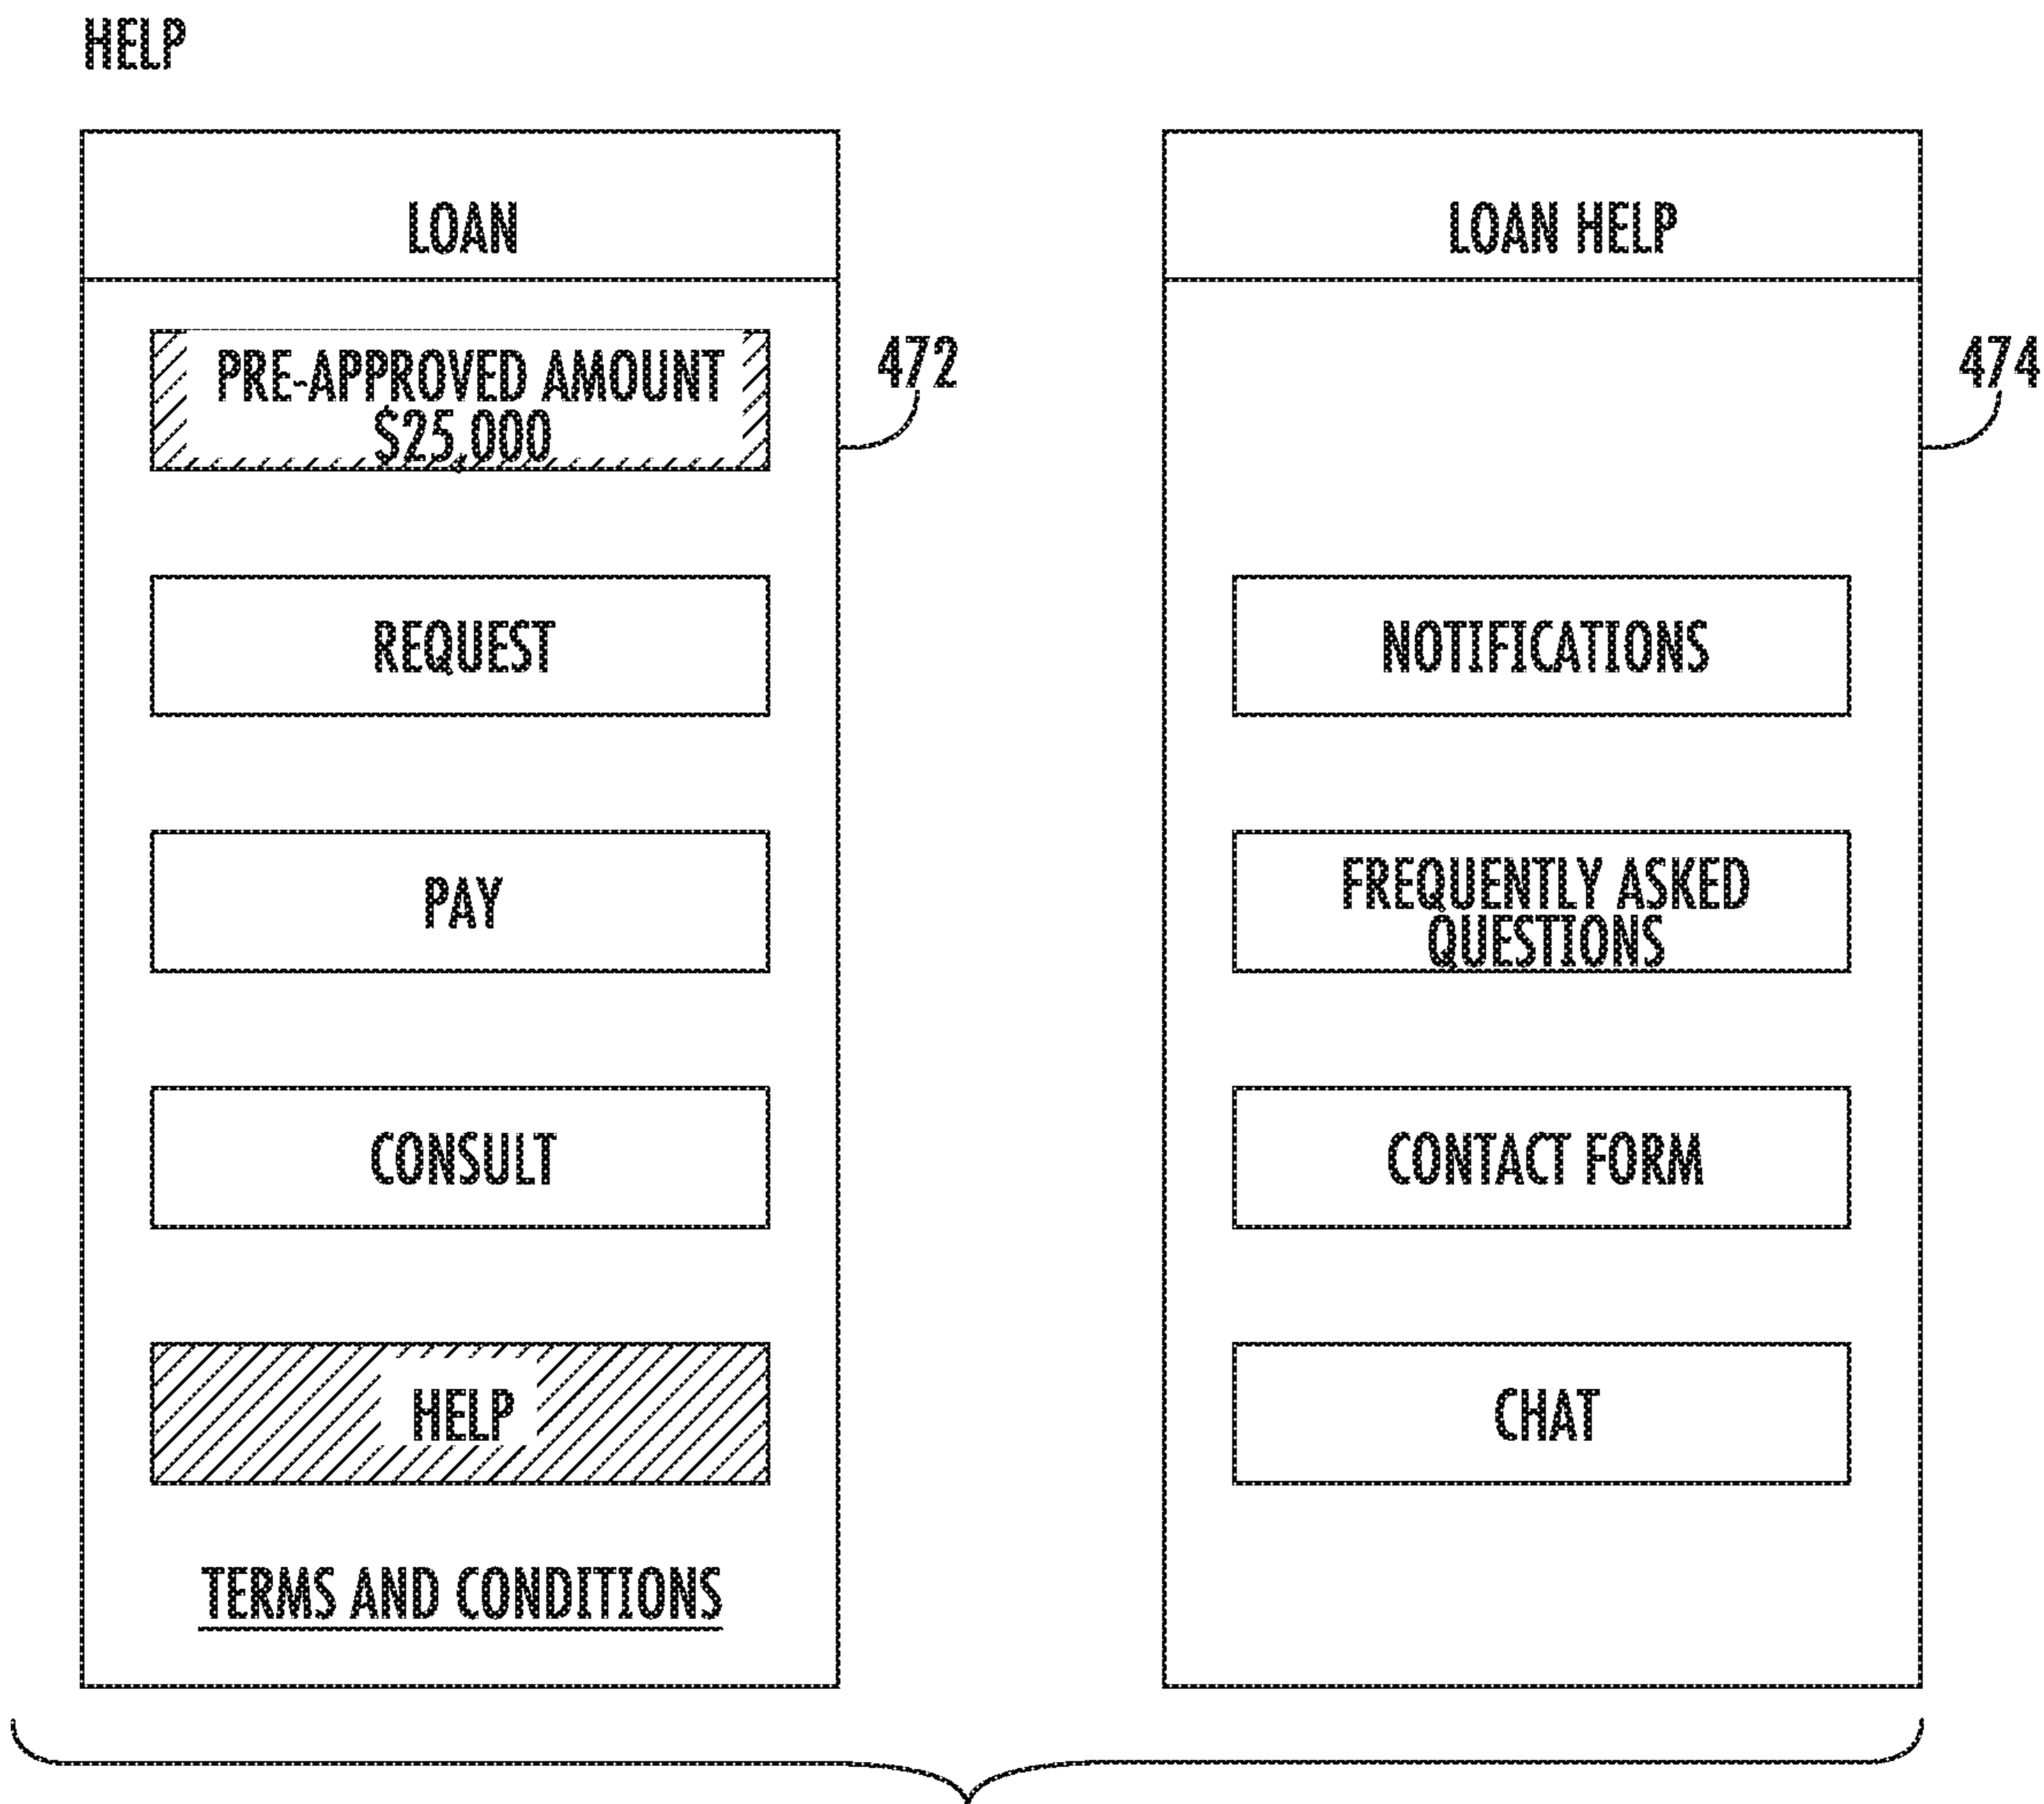 HELP
LOAN
PRE-APPROVED AMOUNT
$25,000
472
REQUEST
PAY
CONSULT
HELP
TERMS AND CONDITIONS
LOAN HELP
474
NOTIFICATIONS
FREQUENTLY ASKED
QUESTIONS
CONTACT FORM
CHAT